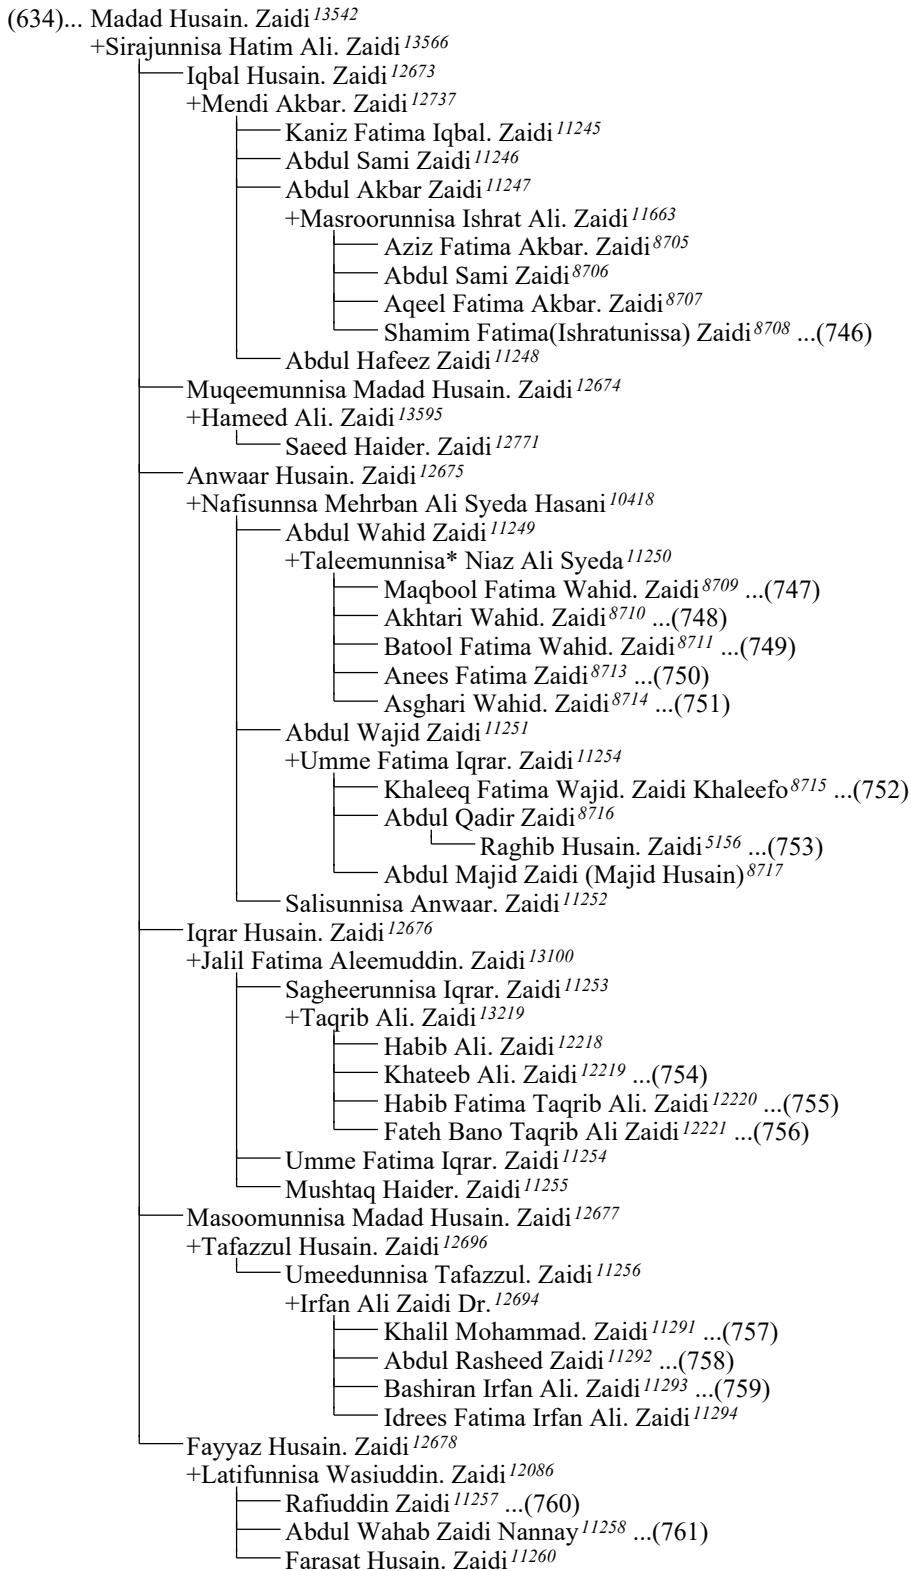 (634)... Madad Husain. Zaidi 13542
+Sirajunnisa Hatim Ali. Zaidi 13566
Iqbal Husain. Zaidi 12673
+Mendi Akbar. Zaidi 12737
Kaniz Fatima Iqbal. Zaidi 11245
Abdul Sami Zaidi 11246
Abdul Akbar Zaidi 11247
+Masroorunnisa Ishrat Ali. Zaidi 11663
Aziz Fatima Akbar. Zaidi 8705
Abdul Sami Zaidi 8706
Aqeel Fatima Akbar. Zaidi 8707
Shamim Fatima(Ishratunissa) Zaidi 8708 ...(746)
Abdul Hafeez Zaidi 11248
Muqeemunnisa Madad Husain. Zaidi 12674
+Hameed Ali. Zaidi 13595
Saeed Haider. Zaidi 12771
Anwaar Husain. Zaidi 12675
+Nafisunnsa Mehrban Ali Syeda Hasani 10418
Abdul Wahid Zaidi 11249
+Taleemunnisa* Niaz Ali Syeda 11250
Maqbool Fatima Wahid. Zaidi 8709 ...(747)
Akhtari Wahid. Zaidi 8710 ...(748)
Batool Fatima Wahid. Zaidi 8711 ...(749)
Anees Fatima Zaidi 8713 ...(750)
Asghari Wahid. Zaidi 8714 ...(751)
Abdul Wajid Zaidi 11251
+Umme Fatima Iqrar. Zaidi 11254
Khaleeq Fatima Wajid. Zaidi Khaleefo 8715 ...(752)
Abdul Qadir Zaidi 8716
Raghib Husain. Zaidi 5156 ...(753)
Abdul Majid Zaidi (Majid Husain) 8717
Salisunnisa Anwaar. Zaidi 11252
Iqrar Husain. Zaidi 12676
+Jalil Fatima Aleemuddin. Zaidi 13100
Sagheerunnisa Iqrar. Zaidi 11253
+Taqrib Ali. Zaidi 13219
Habib Ali. Zaidi 12218
Khateeb Ali. Zaidi 12219 ...(754)
Habib Fatima Taqrib Ali. Zaidi 12220 ...(755)
Fateh Bano Taqrib Ali Zaidi 12221 ...(756)
Umme Fatima Iqrar. Zaidi 11254
Mushtaq Haider. Zaidi 11255
Masoomunnisa Madad Husain. Zaidi 12677
+Tafazzul Husain. Zaidi 12696
Umeedunnisa Tafazzul. Zaidi 11256
+Irfan Ali Zaidi Dr. 12694
Khalil Mohammad. Zaidi 11291 ...(757)
Abdul Rasheed Zaidi 11292 ...(758)
Bashiran Irfan Ali. Zaidi 11293 ...(759)
Idrees Fatima Irfan Ali. Zaidi 11294
Fayyaz Husain. Zaidi 12678
+Latifunnisa Wasiuddin. Zaidi 12086
Rafiuddin Zaidi 11257 ...(760)
Abdul Wahab Zaidi Nannay 11258 ...(761)
Farasat Husain. Zaidi 11260